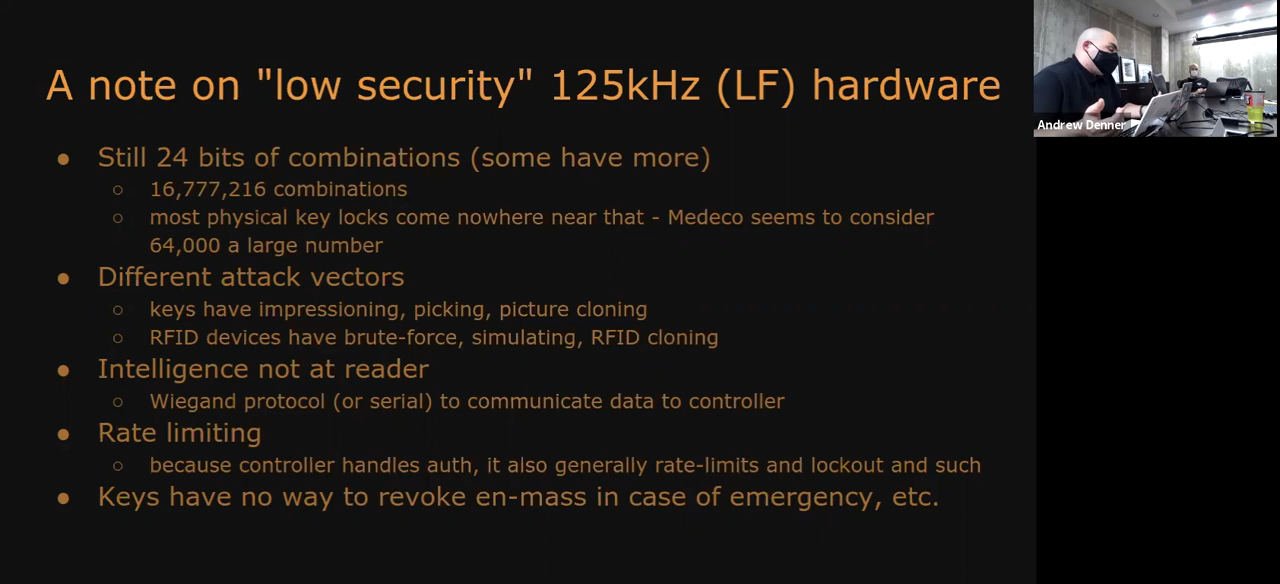 A note on "low security" 125kHz (LF) hardware
● Still 24 bits of combinations (some have more)
○ 16,777,216 combinations
○ most physical key locks come nowhere near that - Medeco seems to consider
64,000 a large number
● Different attack vectors
○ keys have impressioning, picking, picture cloning
○ RFID devices have brute-force, simulating, RFID cloning
● Intelligence not at reader
○ Wiegand protocol (or serial) to communicate data to controller
● Rate limiting
○ because controller handles auth, it also generally rate-limits and lockout and such
● Keys have no way to revoke en-mass in case of emergency, etc.
Andrew Denner